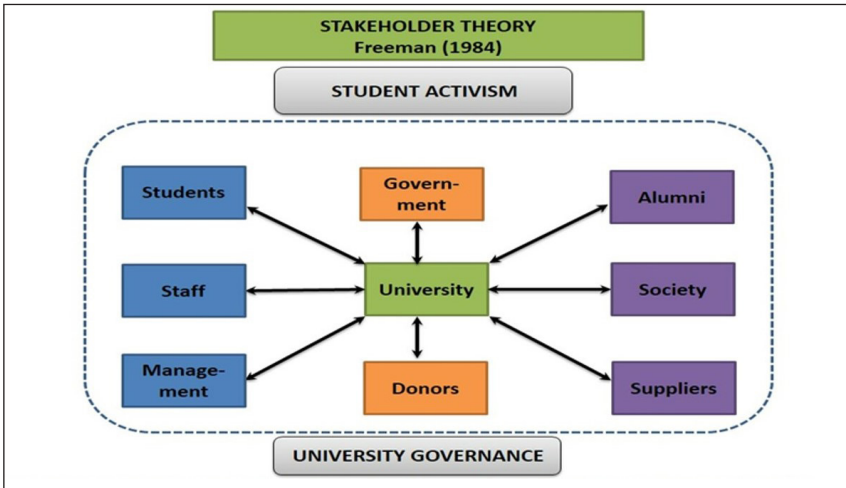 STAKEHOLDER THEORY
Freeman (1984)
STUDENT ACTIVISM
Students
Govern-
ment
Alumni
Staff
University
Society
Manage-
ment
Donors
Suppliers
UNIVERSITY GOVERNANCE